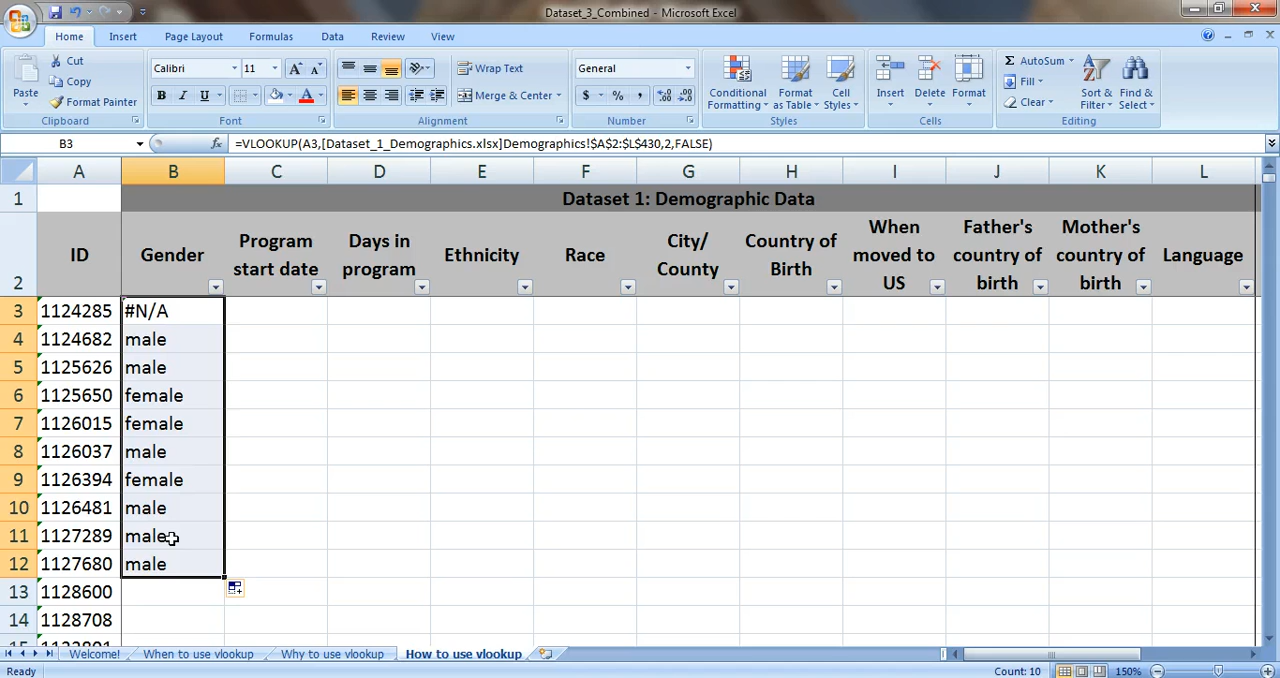 Dataset_3_Combined - Microsoft Excel
Home Insert Page Layout Formulas Data Review View
Paste
Cut
Copy
Format Painter
Clipboard
Calibri 11 A A
B I U A
Font
Wrap Text
Merge & Center
Alignment
General
$ % , .0 .00 .00 .0
Number
Conditional Formatting
Format as Table
Cell Styles
Styles
Insert Delete Format
Cells
Σ AutoSum
Fill
Clear
Sort & Filter
Find & Select
Editing
B3 fx =VLOOKUP(A3,[Dataset_1_Demographics.xlsx]Demographics!$A$2:$L$430,2,FALSE)
A B C D E F G H I J K L
1 Dataset 1: Demographic Data
2 ID Gender Program start date Days in program Ethnicity Race City/ County Country of Birth When moved to US Father's country of birth Mother's country of birth Language
3 1124285 #N/A
4 1124682 male
5 1125626 male
6 1125650 female
7 1126015 female
8 1126037 male
9 1126394 female
10 1126481 male
11 1127289 male
12 1127680 male
13 1128600
14 1128708
Welcome! When to use vlookup Why to use vlookup How to use vlookup
Ready Count: 10 150%